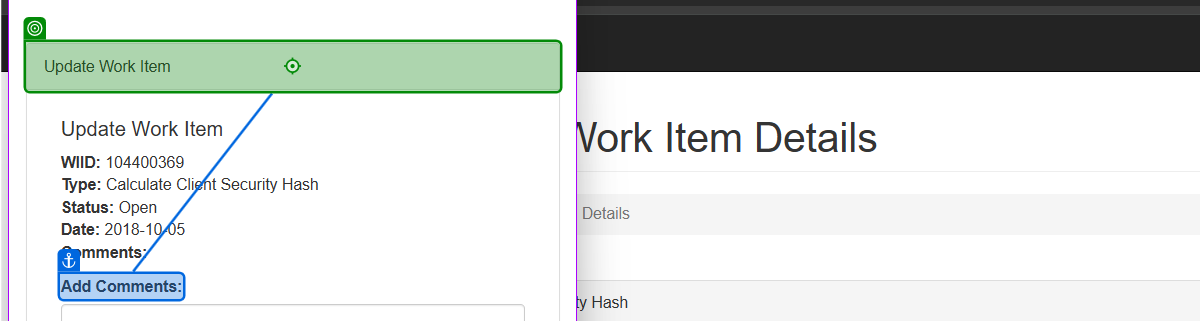 Update Work Item
Update Work Item
WIID: 104400369
Type: Calculate Client Security Hash
Status: Open
Date: 2018-10-05
Comments:
Add Comments:
Work Item Details
Details
ty Hash